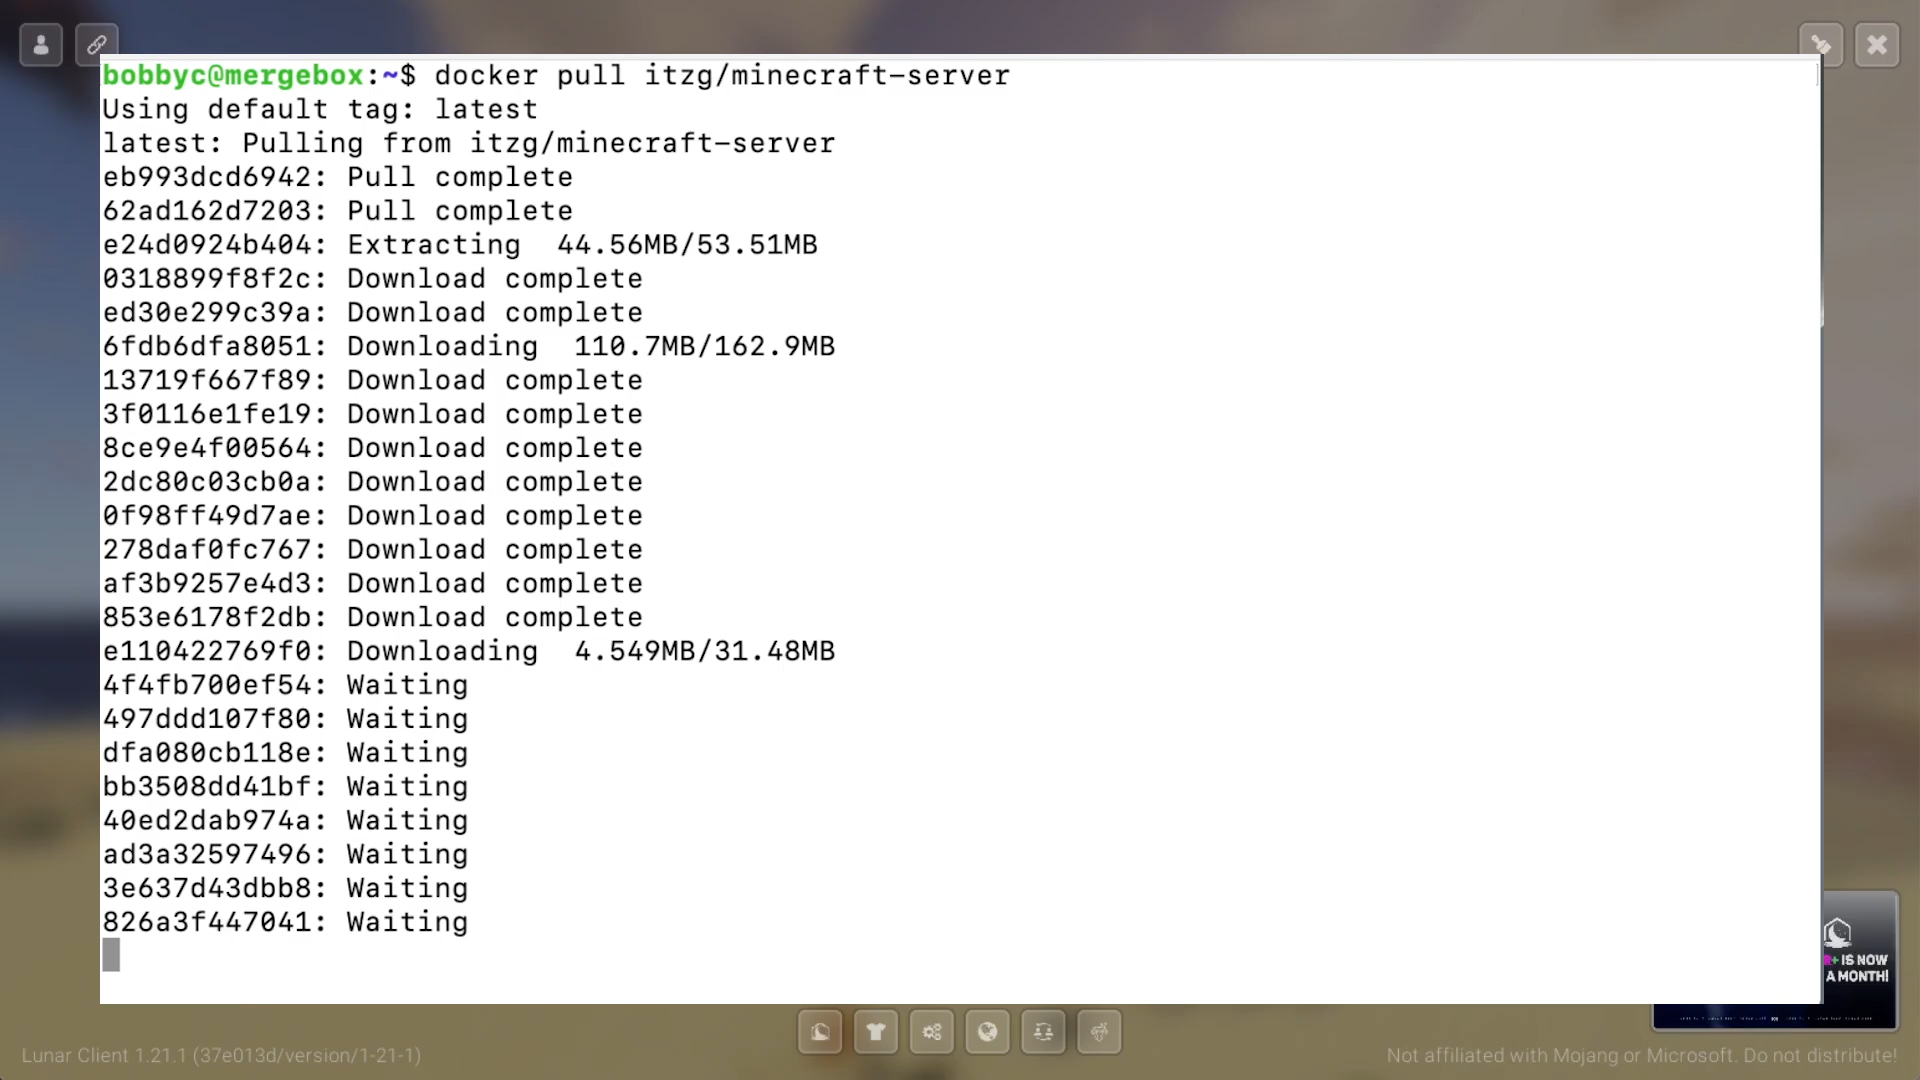 bobbyc@mergebox:~$ docker pull itzg/minecraft-server
Using default tag: latest
latest: Pulling from itzg/minecraft-server
eb993dcd6942: Pull complete
62ad162d7203: Pull complete
e24d0924b404: Extracting  44.56MB/53.51MB
0318899f8f2c: Download complete
ed30e299c39a: Download complete
6fdb6dfa8051: Downloading  110.7MB/162.9MB
13719f667f89: Download complete
3f0116e1fe19: Download complete
8ce9e4f00564: Download complete
2dc80c03cb0a: Download complete
0f98ff49d7ae: Download complete
278daf0fc767: Download complete
af3b9257e4d3: Download complete
853e6178f2db: Download complete
e110422769f0: Downloading  4.549MB/31.48MB
4f4fb700ef54: Waiting
497ddd107f80: Waiting
dfa080cb118e: Waiting
bb3508dd41bf: Waiting
40ed2dab974a: Waiting
ad3a32597496: Waiting
3e637d43dbb8: Waiting
826a3f447041: Waiting
IS NOW
A MONTH!
Lunar Client 1.21.1 (37e013d/version/1-21-1)
Not affiliated with Mojang or Microsoft. Do not distribute!